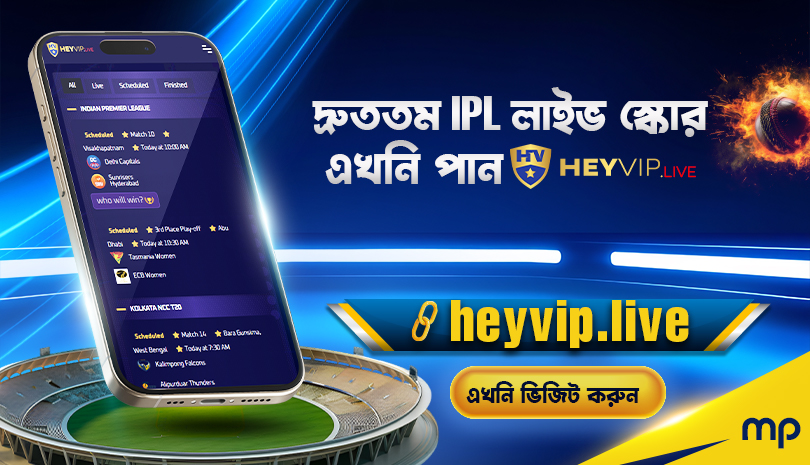 HEYVIP.LIVE
All Live Scheduled Finished
INDIAN PREMIER LEAGUE
Scheduled ★ Match 10 ★
Visakhapatnam ★ Today at 10:00 AM
Delhi Capitals
Sunrisers
Hyderabad
who will win?
Scheduled ★ 3rd Place Play-off ★ Abu
Dhabi ★ Today at 10:30 AM
Tasmania Women
ECB Women
KOLKATA NCC T20
Scheduled ★ Match 14 ★ Bara Gunsima,
West Bengal ★ Today at 7:30 AM
Kalimpong Falcons
Alipurduar Thunders
দ্রুততম IPL লাইভ স্কোর
এখনি পান HV HEYVIP.LIVE
heyvip.live
এখনি ভিজিট করুন
mp